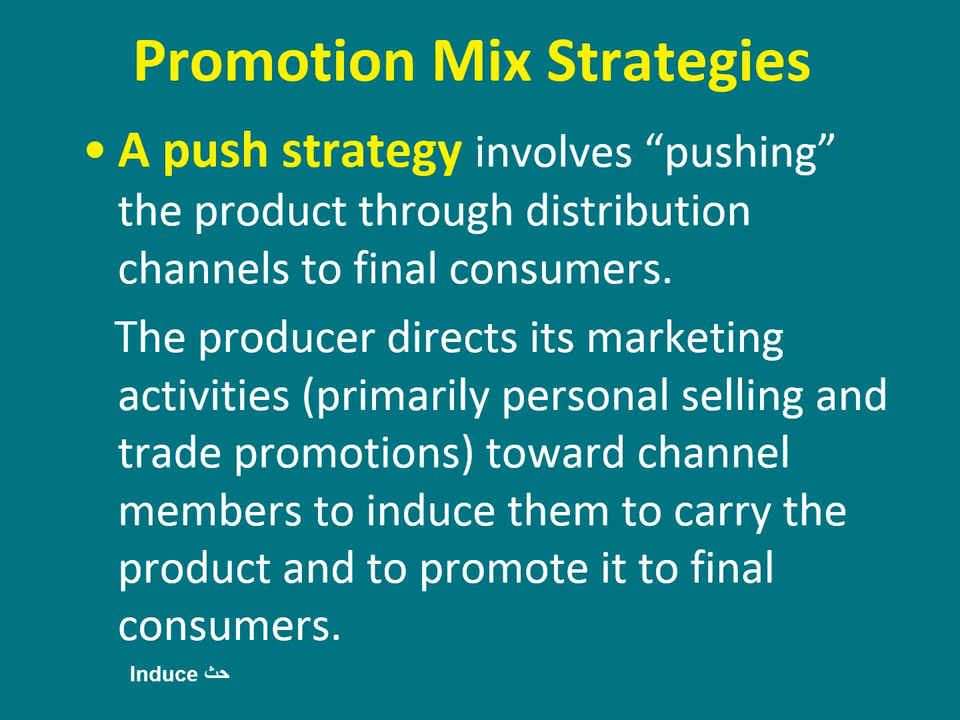 Promotion Mix Strategies
• A push strategy involves “pushing”
the product through distribution
channels to final consumers.
The producer directs its marketing
activities (primarily personal selling and
trade promotions) toward channel
members to induce them to carry the
product and to promote it to final
consumers.
Induce حث